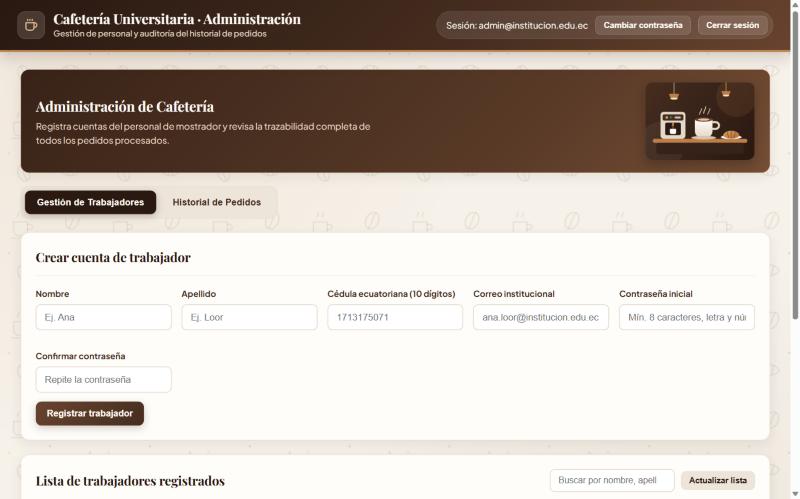 Cafetería Universitaria · Administración
Gestión de personal y auditoría del historial de pedidos
Sesión: admin@institucion.edu.ec
Cambiar contraseña
Cerrar sesión
Administración de Cafetería
Registra cuentas del personal de mostrador y revisa la trazabilidad completa de
todos los pedidos procesados.
Gestión de Trabajadores
Historial de Pedidos
Crear cuenta de trabajador
Nombre
Apellido
Cédula ecuatoriana (10 dígitos)
Correo institucional
Contraseña inicial
Ej. Ana
Ej. Loor
1713175071
ana.loor@institucion.edu.ec
Mín. 8 caracteres, letra y nú
Confirmar contraseña
Repite la contraseña
Registrar trabajador
Lista de trabajadores registrados
Buscar por nombre, apell
Actualizar lista